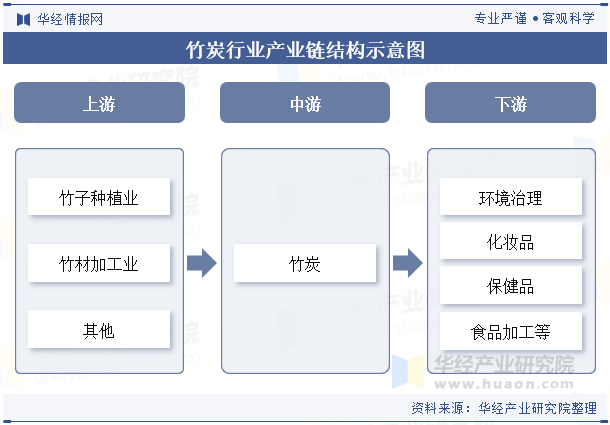 华经情报网
专业严谨 ● 客观科学
竹炭行业产业链结构示意图
上游
中游
下游
竹子种植业
竹材加工业
其他
竹炭
环境治理
化妆品
保健品
食品加工等
华经产业研究院
www.huaon.com
资料来源：华经产业研究院整理